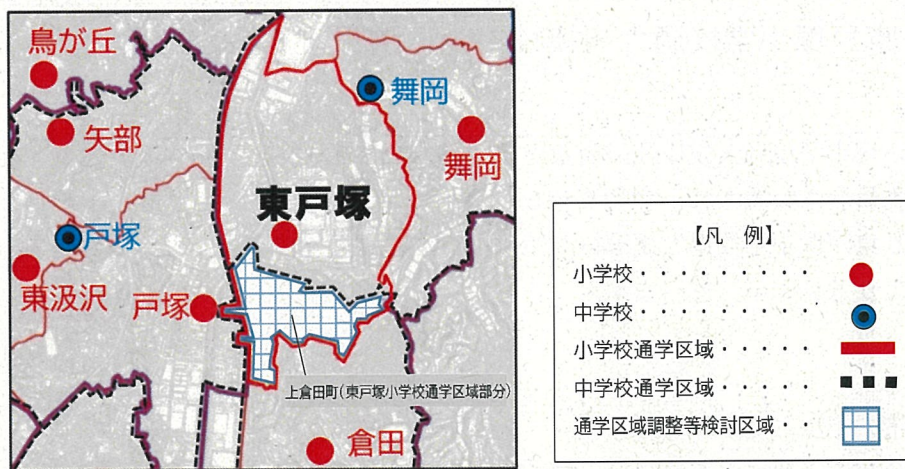 鳥が丘
矢部
舞岡
舞岡
東戸塚
戸塚
東汲沢
戸塚
上倉田町(東戸塚小学校通学区域部分)
倉田
【凡 例】
小学校・・・・・・・・・
中学校・・・・・・・・・
小学校通学区域・・・・・
中学校通学区域・・・・・
通学区域調整等検討区域・・